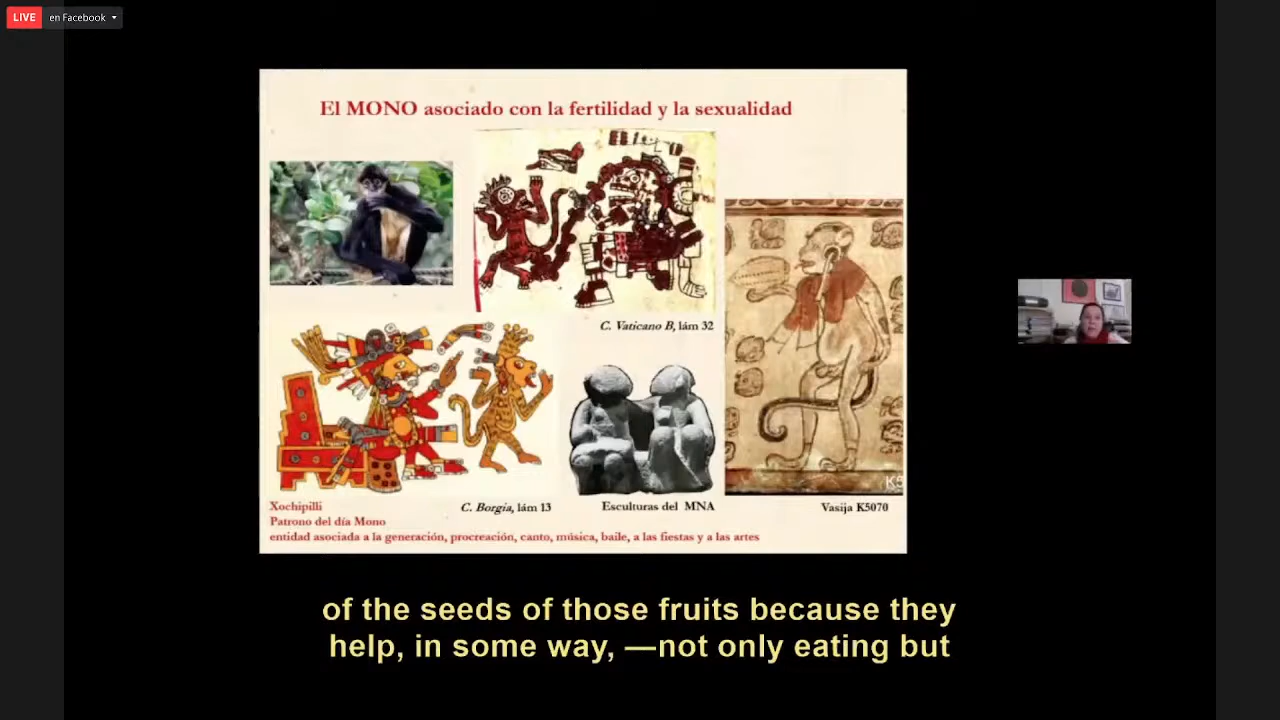 LIVE en Facebook
El MONO asociado con la fertilidad y la sexualidad
C. Vaticano B, lám 32
Xochipilli
C. Borgia, lám 13
Esculturas del MNA
Vasija K5070
Patrono del día Mono
entidad asociada a la generación, procreación, canto, música, baile, a las fiestas y a las artes
of the seeds of those fruits because they
help, in some way, —not only eating but